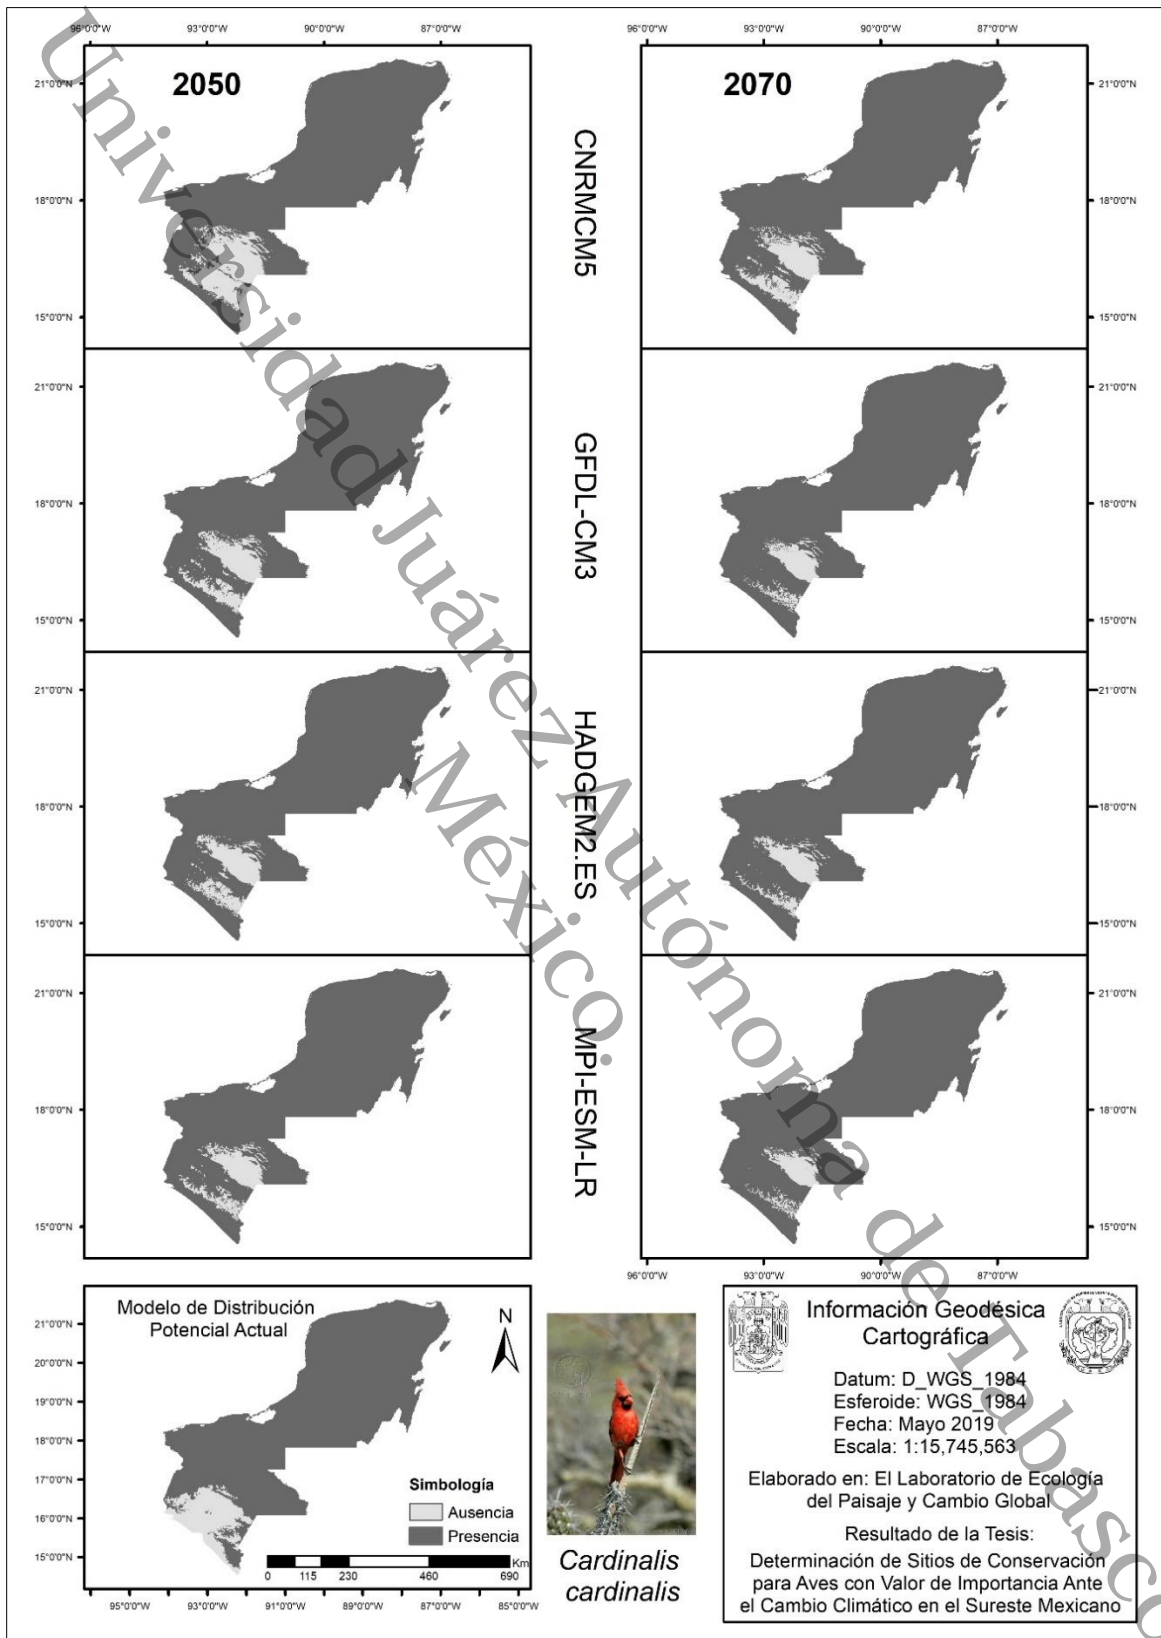 96°0'0"W 93°0'0"W 90°0'0"W 87°0'0"W
96°0'0"W 93°0'0"W 90°0'0"W 87°0'0"W
2050
2070
21°0'0"N
18°0'0"N
15°0'0"N
CNRMCM5
21°0'0"N
18°0'0"N
15°0'0"N
21°0'0"N
18°0'0"N
15°0'0"N
GFDL-CM3
21°0'0"N
18°0'0"N
15°0'0"N
21°0'0"N
18°0'0"N
15°0'0"N
HADGEM2.ES
21°0'0"N
18°0'0"N
15°0'0"N
21°0'0"N
18°0'0"N
15°0'0"N
MPI-ESM-LR
21°0'0"N
18°0'0"N
15°0'0"N
96°0'0"W 93°0'0"W 90°0'0"W 87°0'0"W
Modelo de Distribución
Potencial Actual
N
21°0'0"N
20°0'0"N
19°0'0"N
18°0'0"N
17°0'0"N
16°0'0"N
15°0'0"N
Simbología
Ausencia
Presencia
Km
0 115 230 460 690
95°0'0"W 93°0'0"W 91°0'0"W 89°0'0"W 87°0'0"W 85°0'0"W
Cardinalis
cardinalis
Información Geodésica
Cartográfica
Datum: D_WGS_1984
Esferoide: WGS_1984
Fecha: Mayo 2019
Escala: 1:15,745,563
Elaborado en: El Laboratorio de Ecología
del Paisaje y Cambio Global
Resultado de la Tesis:
Determinación de Sitios de Conservación
para Aves con Valor de Importancia Ante
el Cambio Climático en el Sureste Mexicano
Universidad Juárez Autónoma de Tabasco
México.